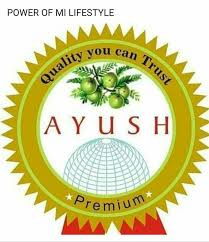 POWER OF MI LIFESTYLE
Quality you can Trust
AYUSH
Premium